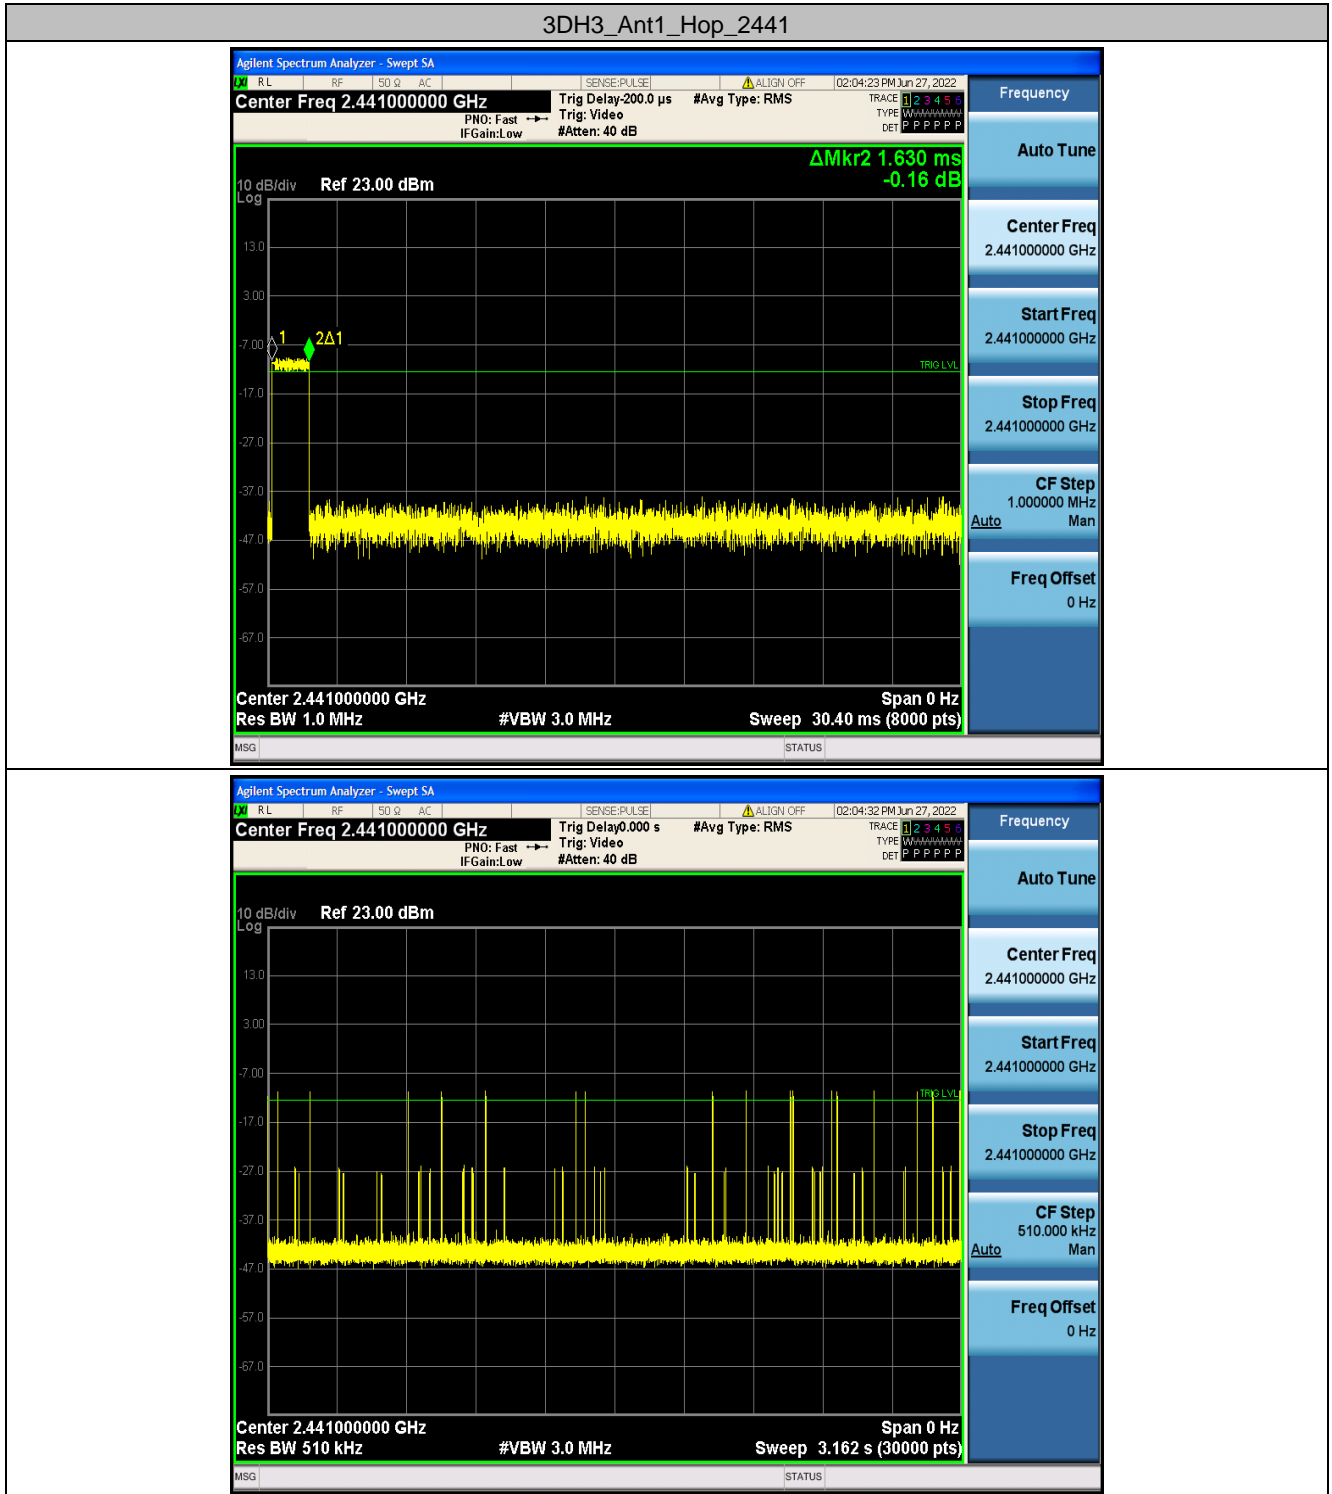 3DH3_Ant1_Hop_2441
Agilent Spectrum Analyzer - Swept SA
LXI RL RF 50 Ω AC SENSE:PULSE ALIGN OFF 02:04:23 PM Jun 27, 2022
Center Freq 2.441000000 GHz Trig Delay-200.0 µs #Avg Type: RMS TRACE 1 2 3 4 5 6
PNO: Fast Trig: Video TYPE WWWWWW
IFGain:Low #Atten: 40 dB DET P P P P P P
Frequency
ΔMkr2 1.630 ms
-0.16 dB
10 dB/div Ref 23.00 dBm
Log
13.0
3.00
-7.00
-17.0
-27.0
-37.0
-47.0
-57.0
-67.0
1
2Δ1
TRIG LVL
Center 2.441000000 GHz Span 0 Hz
Res BW 1.0 MHz #VBW 3.0 MHz Sweep 30.40 ms (8000 pts)
MSG STATUS
Auto Tune
Center Freq
2.441000000 GHz
Start Freq
2.441000000 GHz
Stop Freq
2.441000000 GHz
CF Step
1.000000 MHz
Auto Man
Freq Offset
0 Hz
Agilent Spectrum Analyzer - Swept SA
LXI RL RF 50 Ω AC SENSE:PULSE ALIGN OFF 02:04:32 PM Jun 27, 2022
Center Freq 2.441000000 GHz Trig Delay0.000 s #Avg Type: RMS TRACE 1 2 3 4 5 6
PNO: Fast Trig: Video TYPE WWWWWW
IFGain:Low #Atten: 40 dB DET P P P P P P
Frequency
10 dB/div Ref 23.00 dBm
Log
13.0
3.00
-7.00
-17.0
-27.0
-37.0
-47.0
-57.0
-67.0
TRIG LVL
Center 2.441000000 GHz Span 0 Hz
Res BW 510 kHz #VBW 3.0 MHz Sweep 3.162 s (30000 pts)
MSG STATUS
Auto Tune
Center Freq
2.441000000 GHz
Start Freq
2.441000000 GHz
Stop Freq
2.441000000 GHz
CF Step
510.000 kHz
Auto Man
Freq Offset
0 Hz